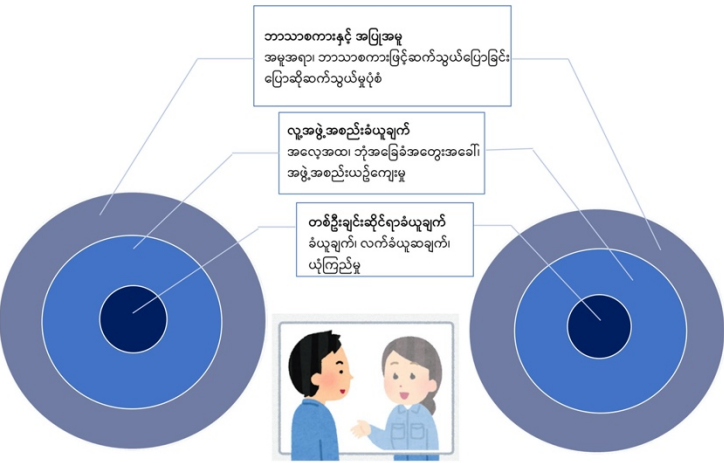 ဘာသာစကားနှင့် အပြုအမူ
အမူအရာ၊ ဘာသာစကားဖြင့်ဆက်သွယ်ပြောခြင်း
ပြောဆိုဆက်သွယ်မှုပုံစံ
လူ့အဖွဲ့အစည်းခံယူချက်
အလေ့အထ၊ ဘုံအခြေခံအတွေးအခေါ်၊
အဖွဲ့အစည်းယဉ်ကျေးမှု
တစ်ဦးချင်းဆိုင်ရာခံယူချက်
ခံယူချက်၊ လက်ခံယူဆချက်၊
ယုံကြည်မှု